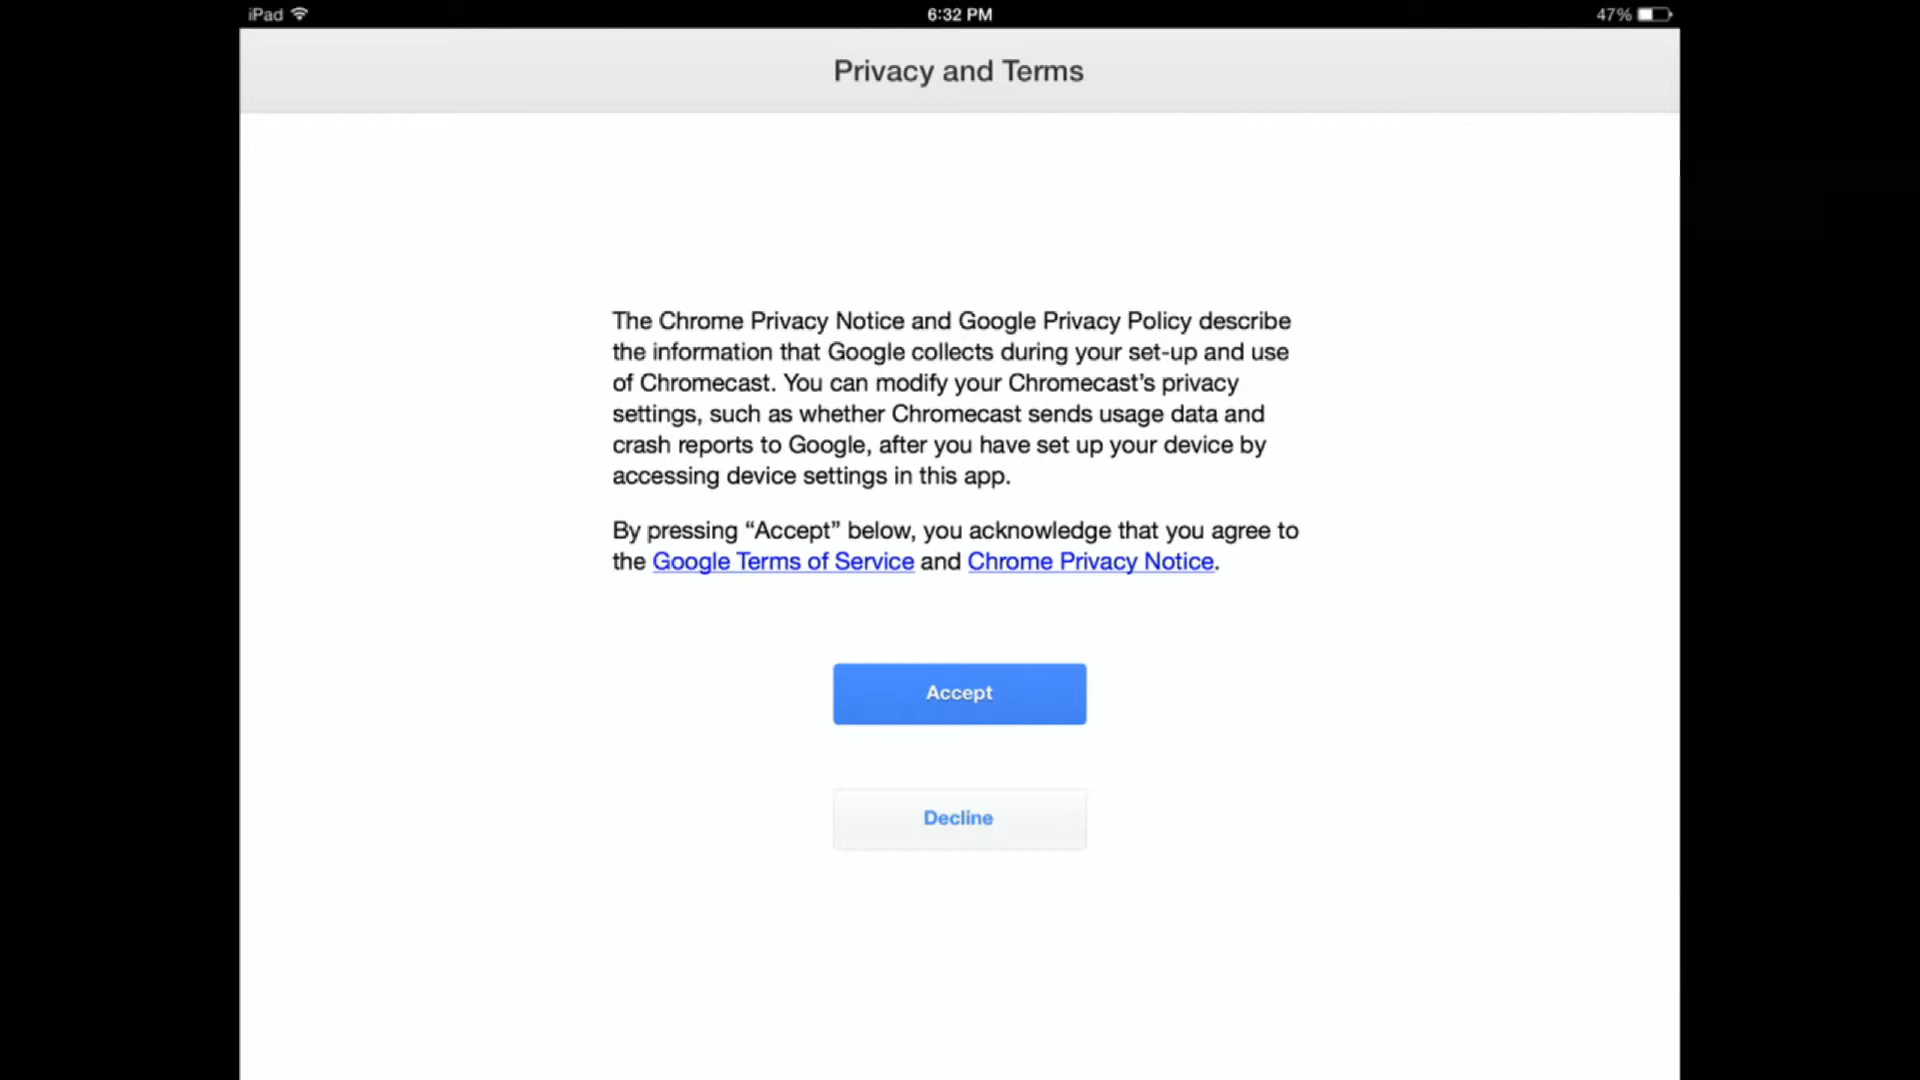 iPad
6:32 PM
47%
Privacy and Terms
The Chrome Privacy Notice and Google Privacy Policy describe
the information that Google collects during your set-up and use
of Chromecast. You can modify your Chromecast’s privacy
settings, such as whether Chromecast sends usage data and
crash reports to Google, after you have set up your device by
accessing device settings in this app.
By pressing “Accept” below, you acknowledge that you agree to
the Google Terms of Service and Chrome Privacy Notice.
Accept
Decline